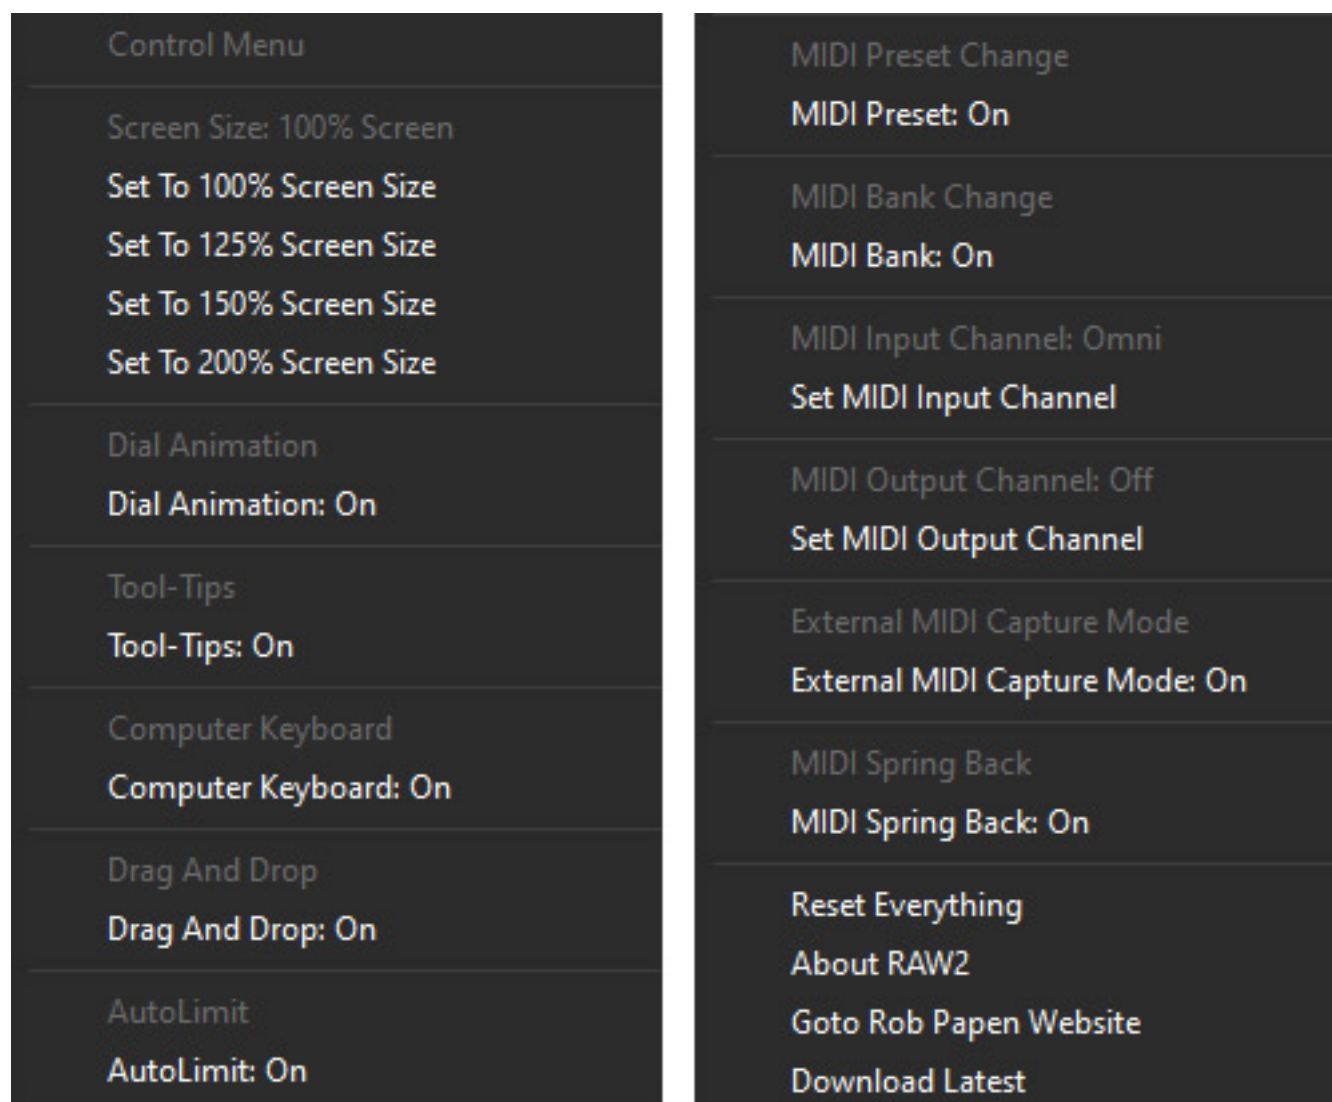 Control Menu
Screen Size: 100% Screen
Set To 100% Screen Size
Set To 125% Screen Size
Set To 150% Screen Size
Set To 200% Screen Size
Dial Animation
Dial Animation: On
Tool-Tips
Tool-Tips: On
Computer Keyboard
Computer Keyboard: On
Drag And Drop
Drag And Drop: On
AutoLimit
AutoLimit: On
MIDI Preset Change
MIDI Preset: On
MIDI Bank Change
MIDI Bank: On
MIDI Input Channel: Omni
Set MIDI Input Channel
MIDI Output Channel: Off
Set MIDI Output Channel
External MIDI Capture Mode
External MIDI Capture Mode: On
MIDI Spring Back
MIDI Spring Back: On
Reset Everything
About RAW2
Goto Rob Papen Website
Download Latest